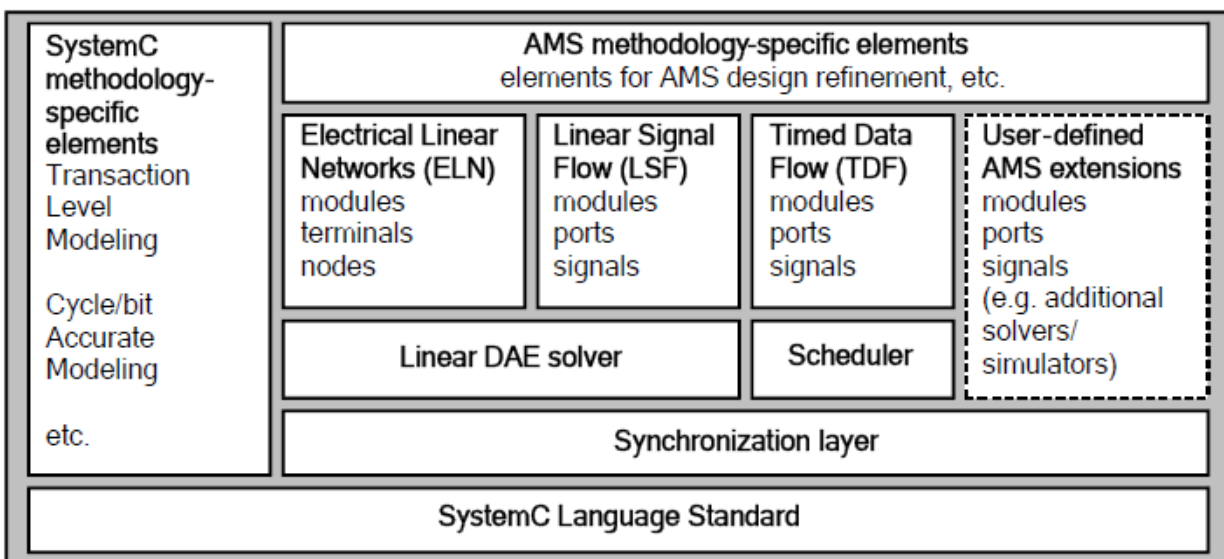 SystemC
methodology-
specific
elements
Transaction
Level
Modeling
Cycle/bit
Accurate
Modeling
etc.
AMS methodology-specific elements
elements for AMS design refinement, etc.
Electrical Linear
Networks (ELN)
modules
terminals
nodes
Linear Signal
Flow (LSF)
modules
ports
signals
Timed Data
Flow (TDF)
modules
ports
signals
User-defined
AMS extensions
modules
ports
signals
(e.g. additional
solvers/
simulators)
Linear DAE solver
Scheduler
Synchronization layer
SystemC Language Standard